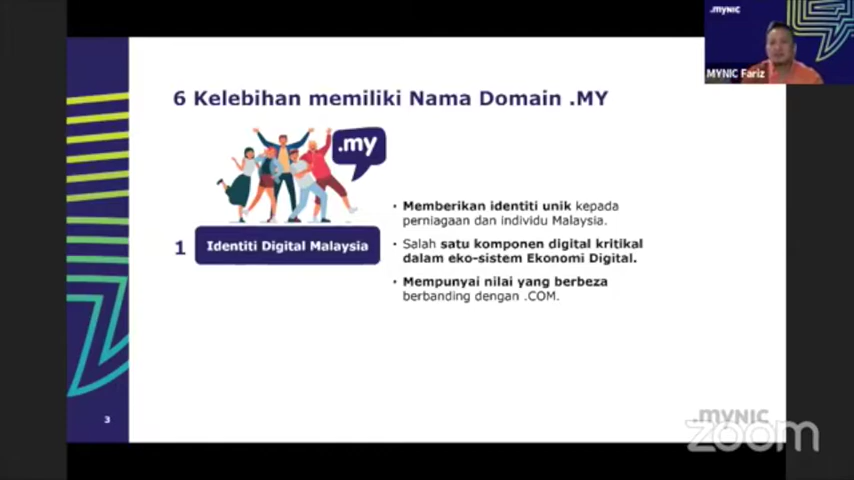 .mynic
MYNIC Fariz
6 Kelebihan memiliki Nama Domain .MY
.my
1
Identiti Digital Malaysia
• Memberikan identiti unik kepada
perniagaan dan individu Malaysia.
• Salah satu komponen digital kritikal
dalam eko-sistem Ekonomi Digital.
• Mempunyai nilai yang berbeza
berbanding dengan .COM.
3
.mynic
zoom